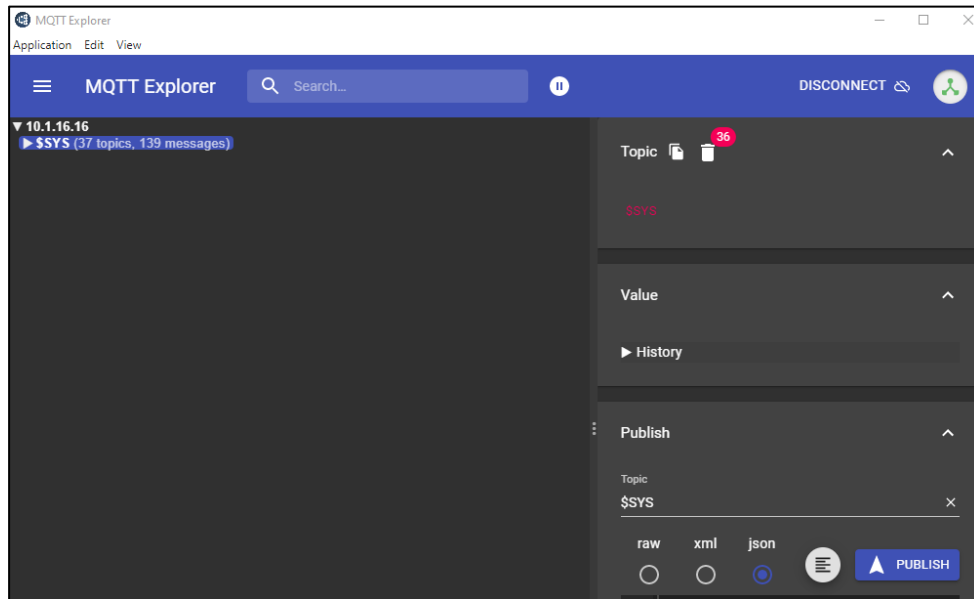 MQTT Explorer
Application Edit View
MQTT Explorer
Search...
DISCONNECT
▼ 10.1.16.16
▶ $SYS (37 topics, 139 messages)
Topic
36
$SYS
Value
▶ History
Publish
Topic
$SYS
raw xml json
PUBLISH